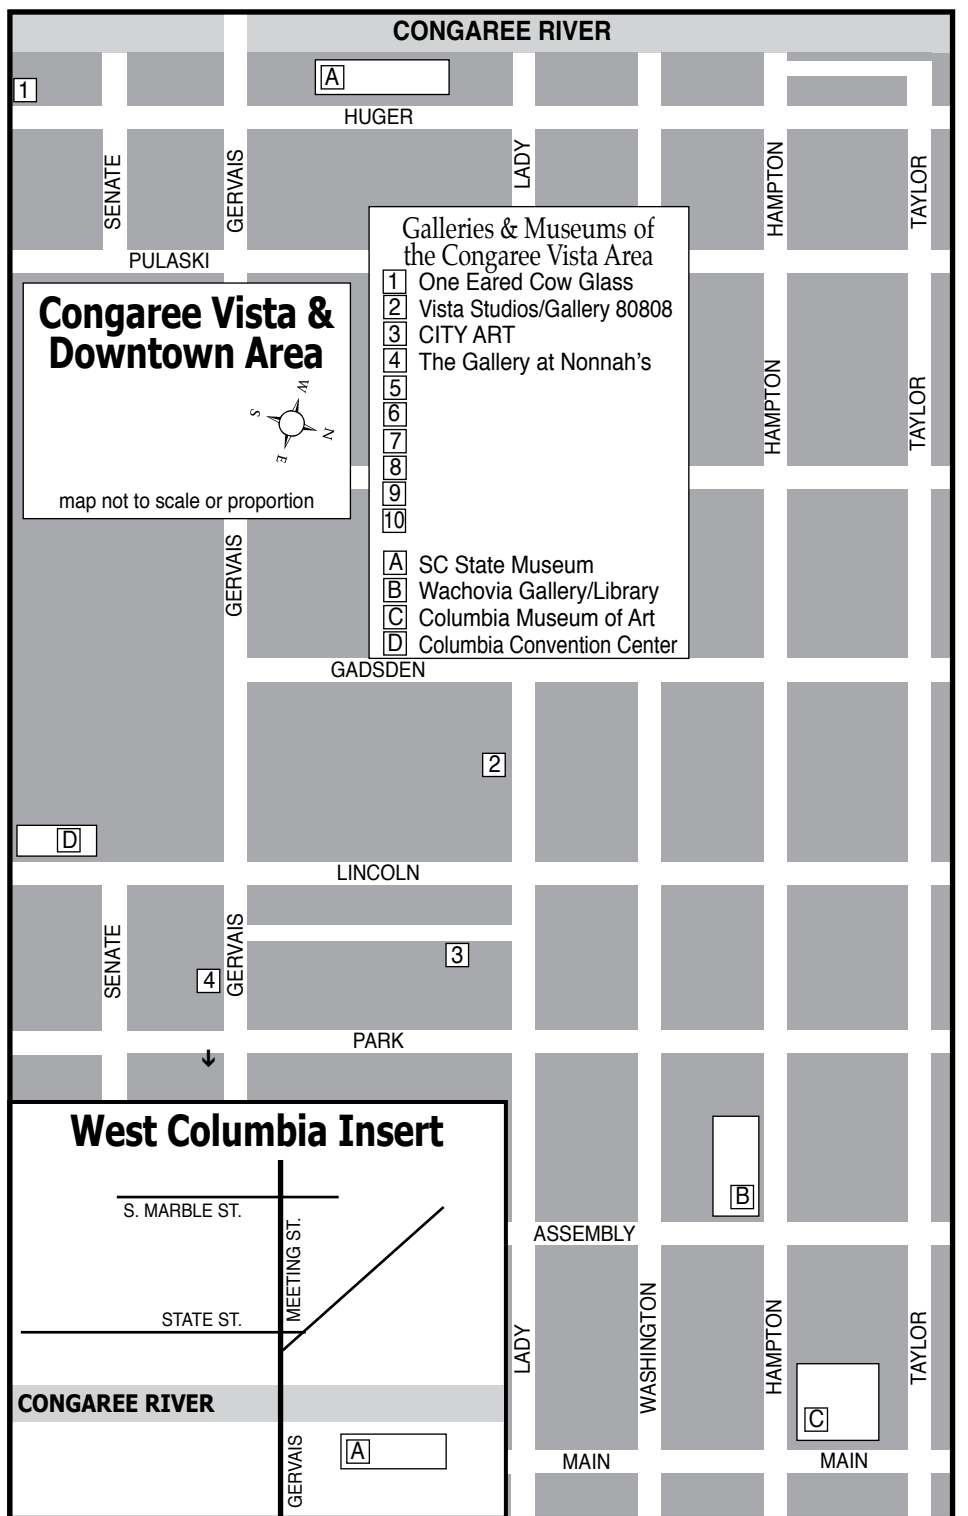 CONGAREE RIVER
1
A
HUGER
SENATE
GERVAIS
LADY
HAMPTON
TAYLOR
PULASKI
Galleries & Museums of
the Congaree Vista Area
1 One Eared Cow Glass
2 Vista Studios/Gallery 80808
3 CITY ART
4 The Gallery at Nonnah's
5
6
7
8
9
10
A SC State Museum
B Wachovia Gallery/Library
C Columbia Museum of Art
D Columbia Convention Center
Congaree Vista &
Downtown Area
W
S
N
E
map not to scale or proportion
HAMPTON
TAYLOR
GERVAIS
GADSDEN
2
D
LINCOLN
SENATE
GERVAIS
3
4
PARK
West Columbia Insert
S. MARBLE ST.
MEETING ST.
STATE ST.
CONGAREE RIVER
GERVAIS
A
B
ASSEMBLY
LADY
WASHINGTON
HAMPTON
TAYLOR
C
MAIN
MAIN